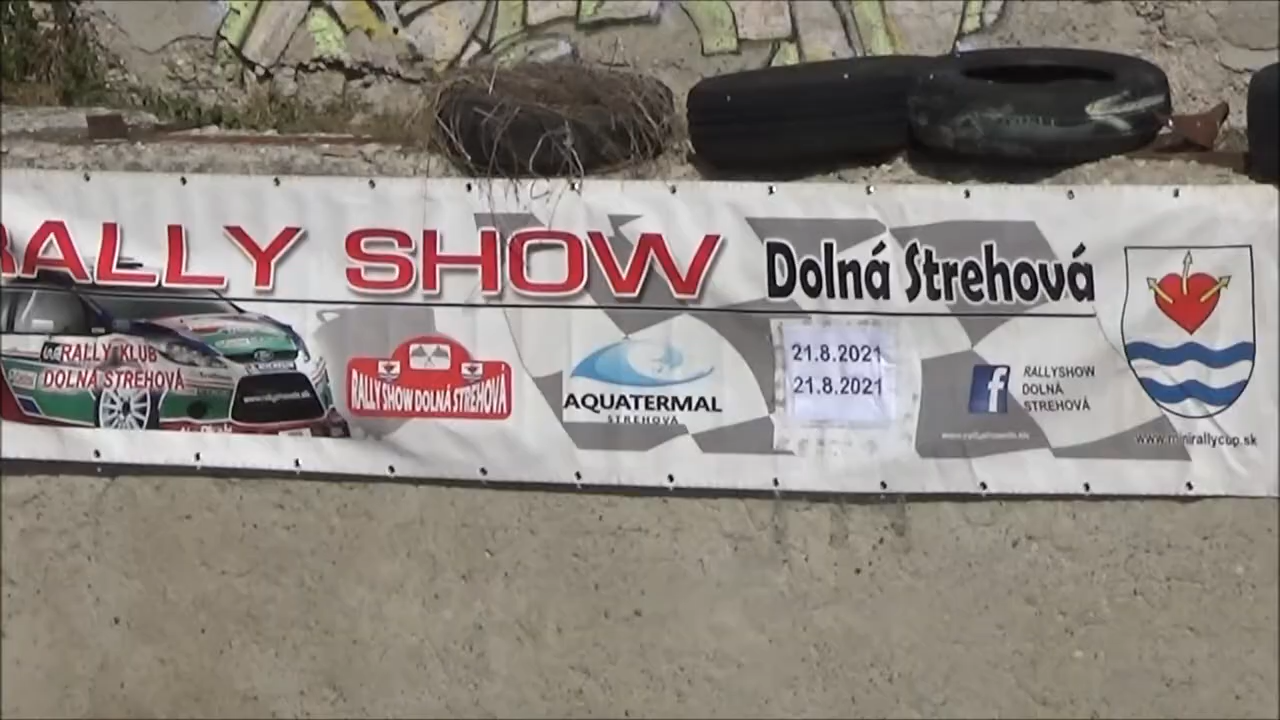 RALLY SHOW
Dolná Strehová
RALLY KLUB
DOLNÁ STREHOVÁ
RALLY SHOW DOLNÁ STREHOVÁ
AQUATERMAL
STREHOVÁ
21.8.2021
21.8.2021
f
RALLYSHOW
DOLNÁ
STREHOVÁ
www.minirallycup.sk